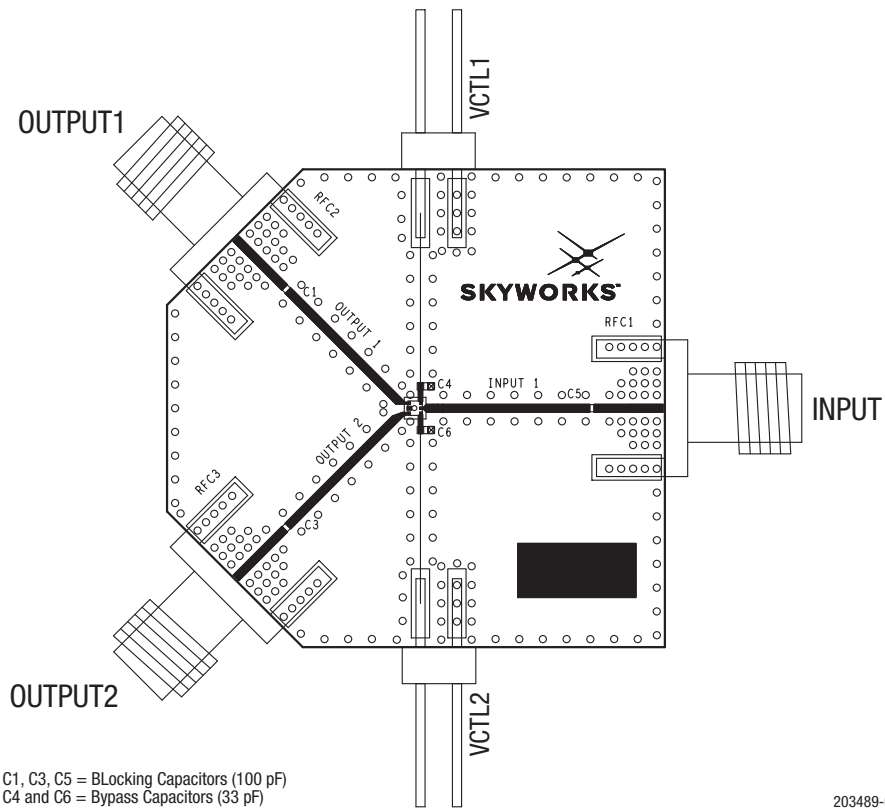 VCTL1
OUTPUT1
RFC2
C1
SKYWORKS
RFC1
OUTPUT 1
C4
INPUT 1
C5
INPUT
C6
OUTPUT 2
RFC3
C3
OUTPUT2
VCTL2
C1, C3, C5 = BLocking Capacitors (100 pF)
C4 and C6 = Bypass Capacitors (33 pF)
203489-